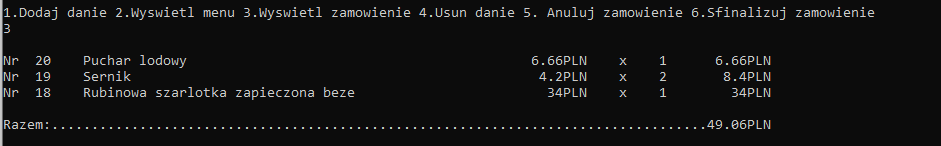 1.Dodaj danie 2.Wyswietl menu 3.Wyswietl zamowienie 4.Usun danie 5. Anuluj zamowienie 6.Sfinalizuj zamowienie
3
Nr 20 Puchar lodowy 6.66PLN x 1 6.66PLN
Nr 19 Sernik 4.2PLN x 2 8.4PLN
Nr 18 Rubinowa szarlotka zapieczona beze 34PLN x 1 34PLN
Razem:..................................................................................49.06PLN